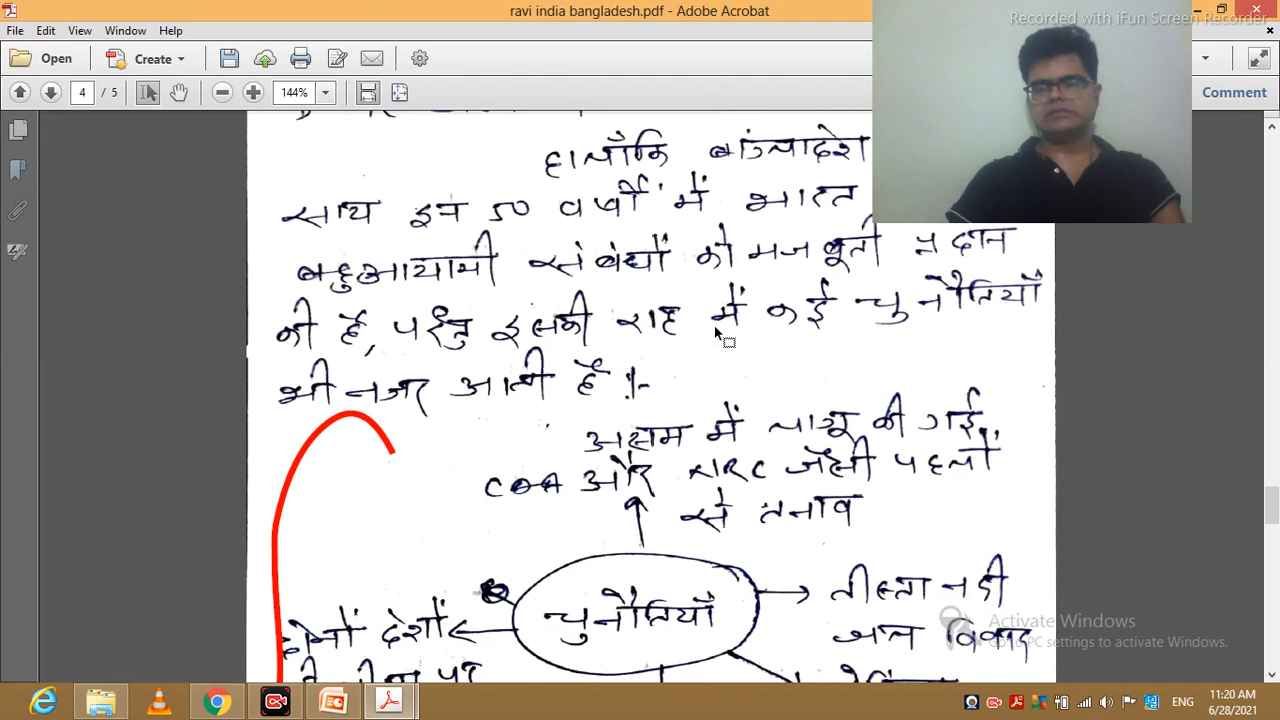 ravi india bangladesh.pdf - Adobe Acrobat
File Edit View Window Help
Recorded with iFun Screen Recorder
Open Create
4 / 5 144% Comment
हालाँकि बांग्लादेश
साथ इन 50 वर्षों में भारत
बहुआयामी संबंधों को मजबूती प्रदान
की है, परंतु इसकी राह में कई चुनौतियाँ
भी नजर आती हैं :-
असम में लागू की गई
CAA और NRC जैसी पहलों
से तनाव
चुनौतियाँ
तीस्ता नदी
जल विवाद
दोनों देशों
Activate Windows
Go to PC settings to activate Windows.
ENG
11:20 AM
6/28/2021